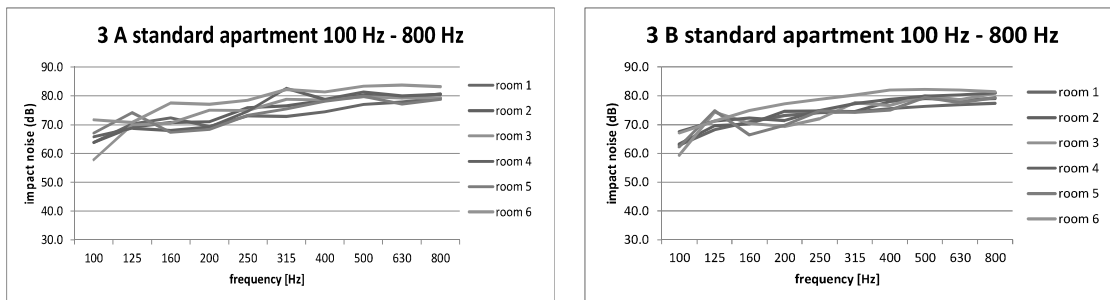 3 A standard apartment 100 Hz - 800 Hz
90.0
80.0
70.0
60.0
50.0
40.0
30.0
impact noise (dB)
100 125 160 200 250 315 400 500 630 800
frequency [Hz]
room 1
room 2
room 3
room 4
room 5
room 6
3 B standard apartment 100 Hz - 800 Hz
90.0
80.0
70.0
60.0
50.0
40.0
30.0
impact noise (dB)
100 125 160 200 250 315 400 500 630 800
frequency [Hz]
room 1
room 2
room 3
room 4
room 5
room 6